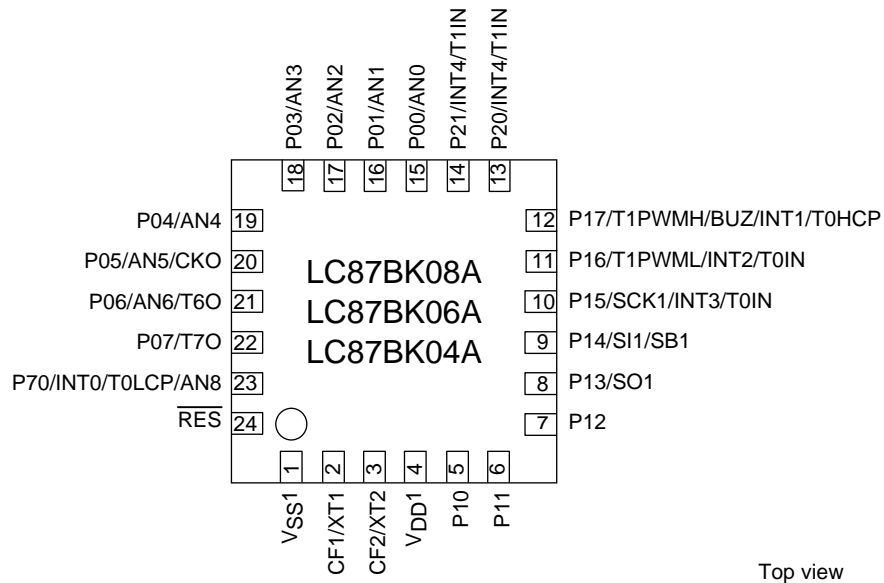 P03/AN3
P02/AN2
P01/AN1
P00/AN0
P21/INT4/T1IN
P20/INT4/T1IN
18 17 16 15 14 13
P04/AN4 19
P05/AN5/CKO 20
P06/AN6/T6O 21
P07/T7O 22
P70/INT0/T0LCP/AN8 23
RES 24
LC87BK08A
LC87BK06A
LC87BK04A
12 P17/T1PWMH/BUZ/INT1/T0HCP
11 P16/T1PWML/INT2/T0IN
10 P15/SCK1/INT3/T0IN
9 P14/SI1/SB1
8 P13/SO1
7 P12
1 2 3 4 5 6
VSS1
CF1/XT1
CF2/XT2
VDD1
P10
P11
Top view